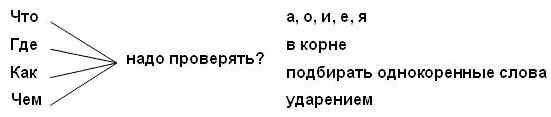 Что а, о, и, е, я
Где в корне
надо проверять?
Как подбирать однокоренные слова
Чем ударением